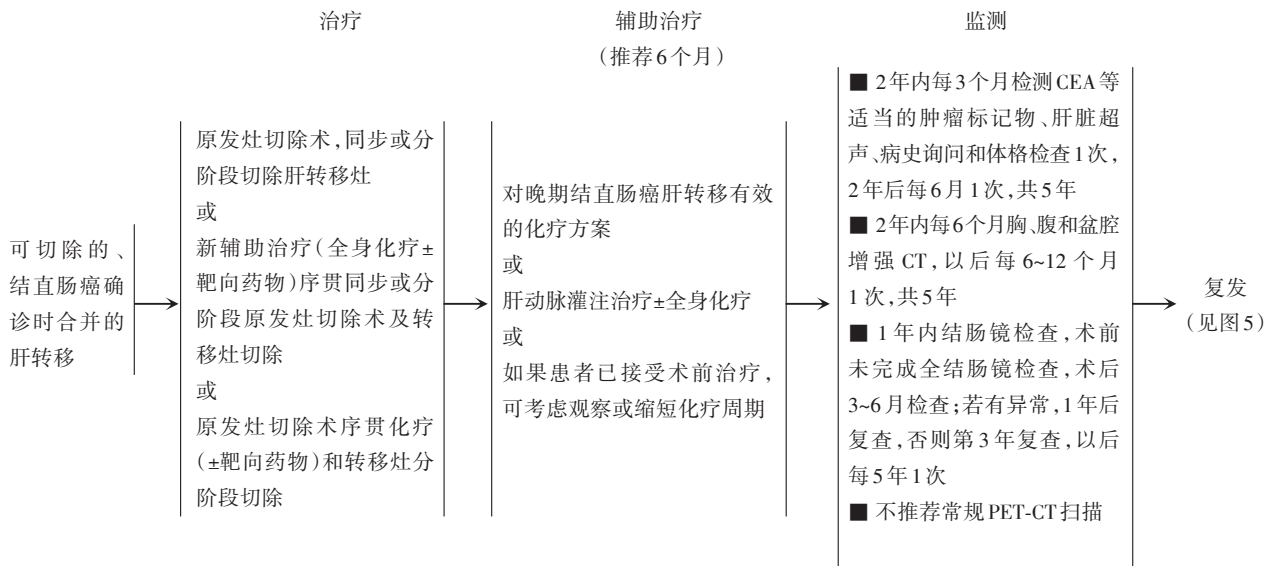 治疗
辅助治疗
（推荐6个月）
监测
可切除的、
结直肠癌确
诊时合并的
肝转移
原发灶切除术，同步或分
阶段切除肝转移灶
或
新辅助治疗（全身化疗±
靶向药物）序贯同步或分
阶段原发灶切除术及转
移灶切除
或
原发灶切除术序贯化疗
（±靶向药物）和转移灶分
阶段切除
对晚期结直肠癌肝转移有效
的化疗方案
或
肝动脉灌注治疗±全身化疗
或
如果患者已接受术前治疗，
可考虑观察或缩短化疗周期
■ 2年内每3个月检测CEA等
适当的肿瘤标记物、肝脏超
声、病史询问和体格检查1次，
2年后每6月1次，共5年
■ 2年内每6个月胸、腹和盆腔
增强CT，以后每6~12个月
1次，共5年
■ 1年内结肠镜检查，术前
未完成全结肠镜检查，术后
3~6月检查；若有异常，1年后
复查，否则第3年复查，以后
每5年1次
■ 不推荐常规PET-CT扫描
复发
（见图5）